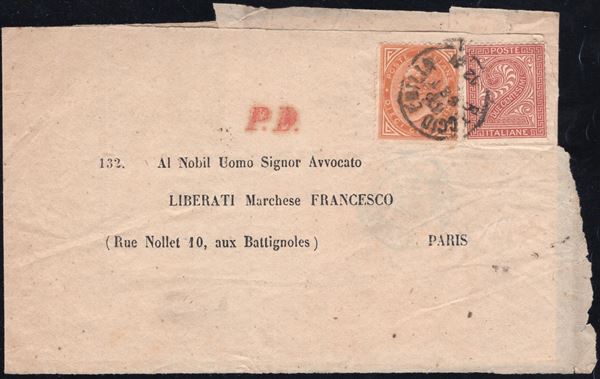 POSTE
ITALIANE
P.D.
132. Al Nobil Uomo Signor Avvocato
LIBERATI Marchese FRANCESCO
(Rue Nollet 10, aux Battignoles) PARIS